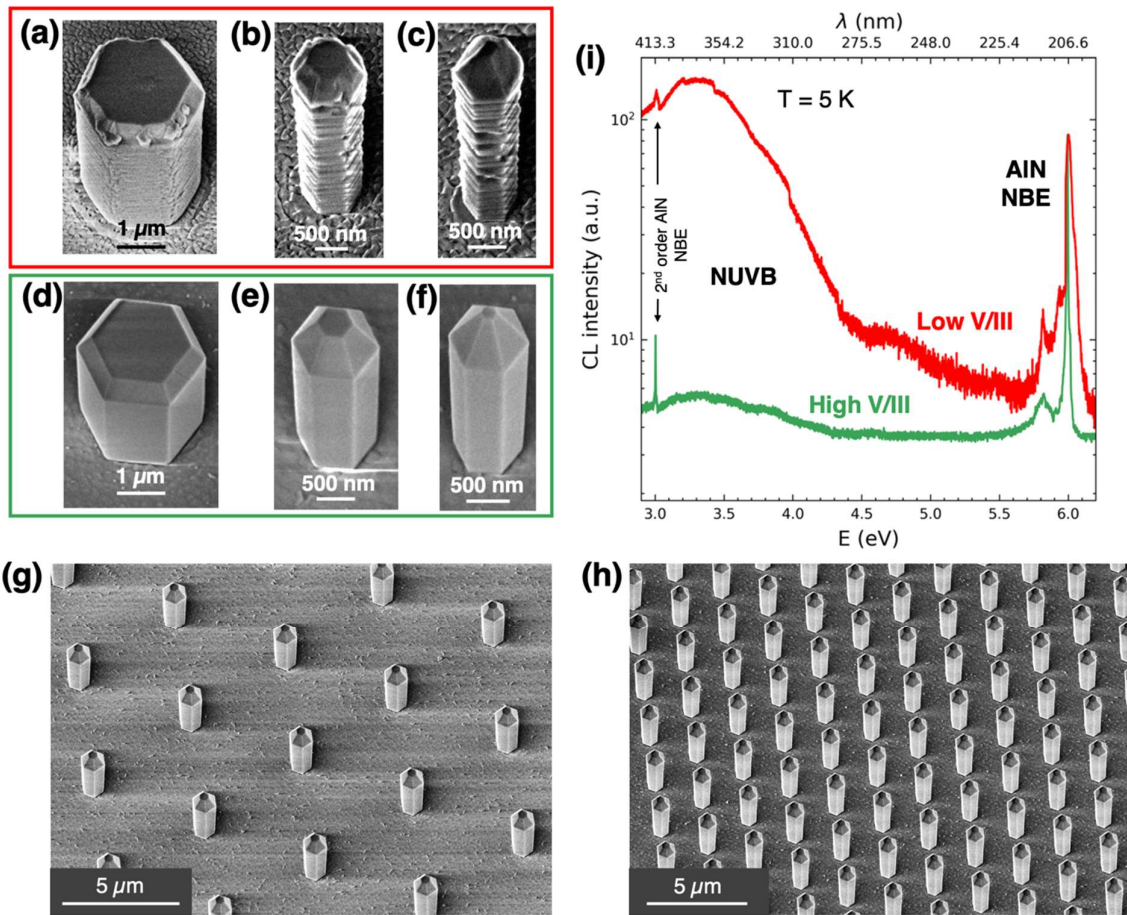 (a)
(b)
(c)
1 µm
500 nm
500 nm
(d)
(e)
(f)
1 µm
500 nm
500 nm
(i)
λ (nm)
413.3 354.2 310.0 275.5 248.0 225.4 206.6
T = 5 K
10²
10¹
CL intensity (a.u.)
2nd order AlN
NBE
NUVB
AlN
NBE
Low V/III
High V/III
3.0 3.5 4.0 4.5 5.0 5.5 6.0
E (eV)
(g)
5 µm
(h)
5 µm